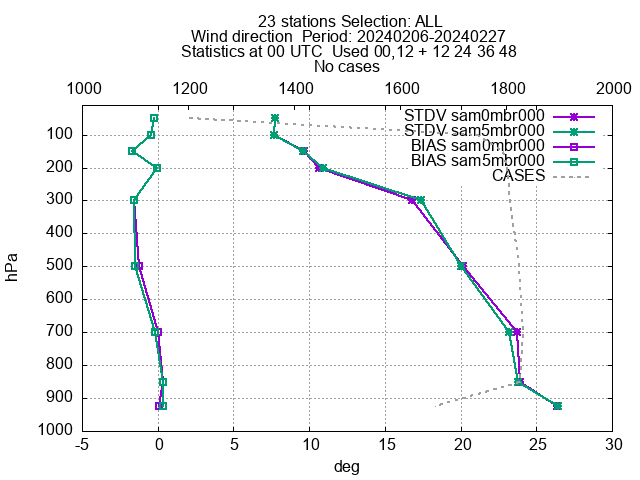 23 stations Selection: ALL
Wind direction  Period: 20240206-20240227
Statistics at 00 UTC  Used 00,12 + 12 24 36 48
No cases
1000 1200 1400 1600 1800 2000
STDV sam0mbr000
STDV sam5mbr000
BIAS sam0mbr000
BIAS sam5mbr000
CASES
100
200
300
400
500
600
700
800
900
1000
hPa
-5 0 5 10 15 20 25 30
deg